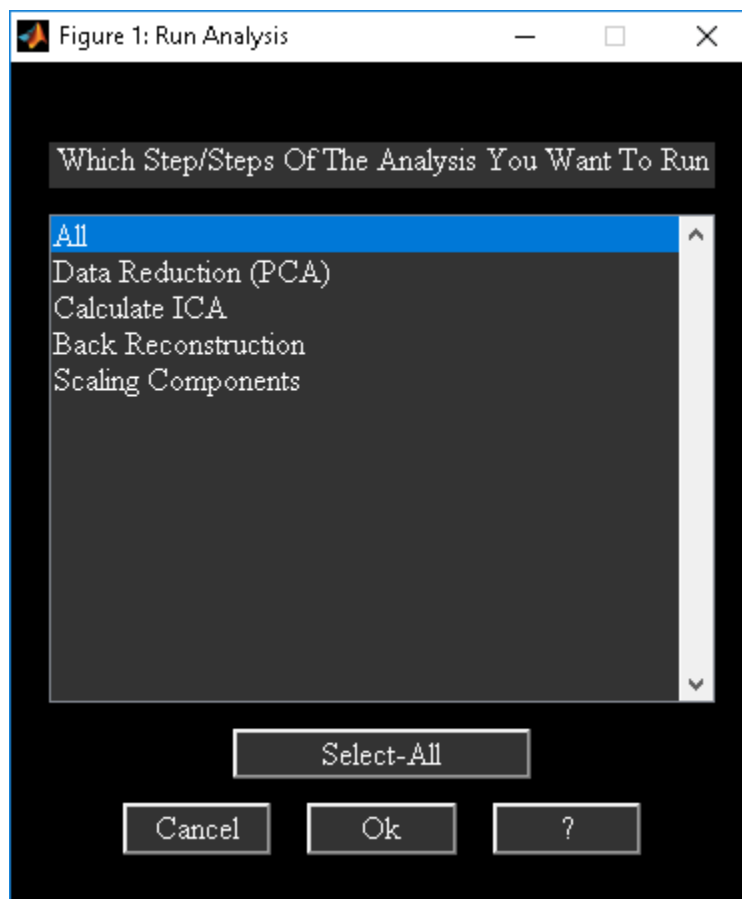 Figure 1: Run Analysis
Which Step/Steps Of The Analysis You Want To Run
All
Data Reduction (PCA)
Calculate ICA
Back Reconstruction
Scaling Components
Select-All
Cancel Ok ?